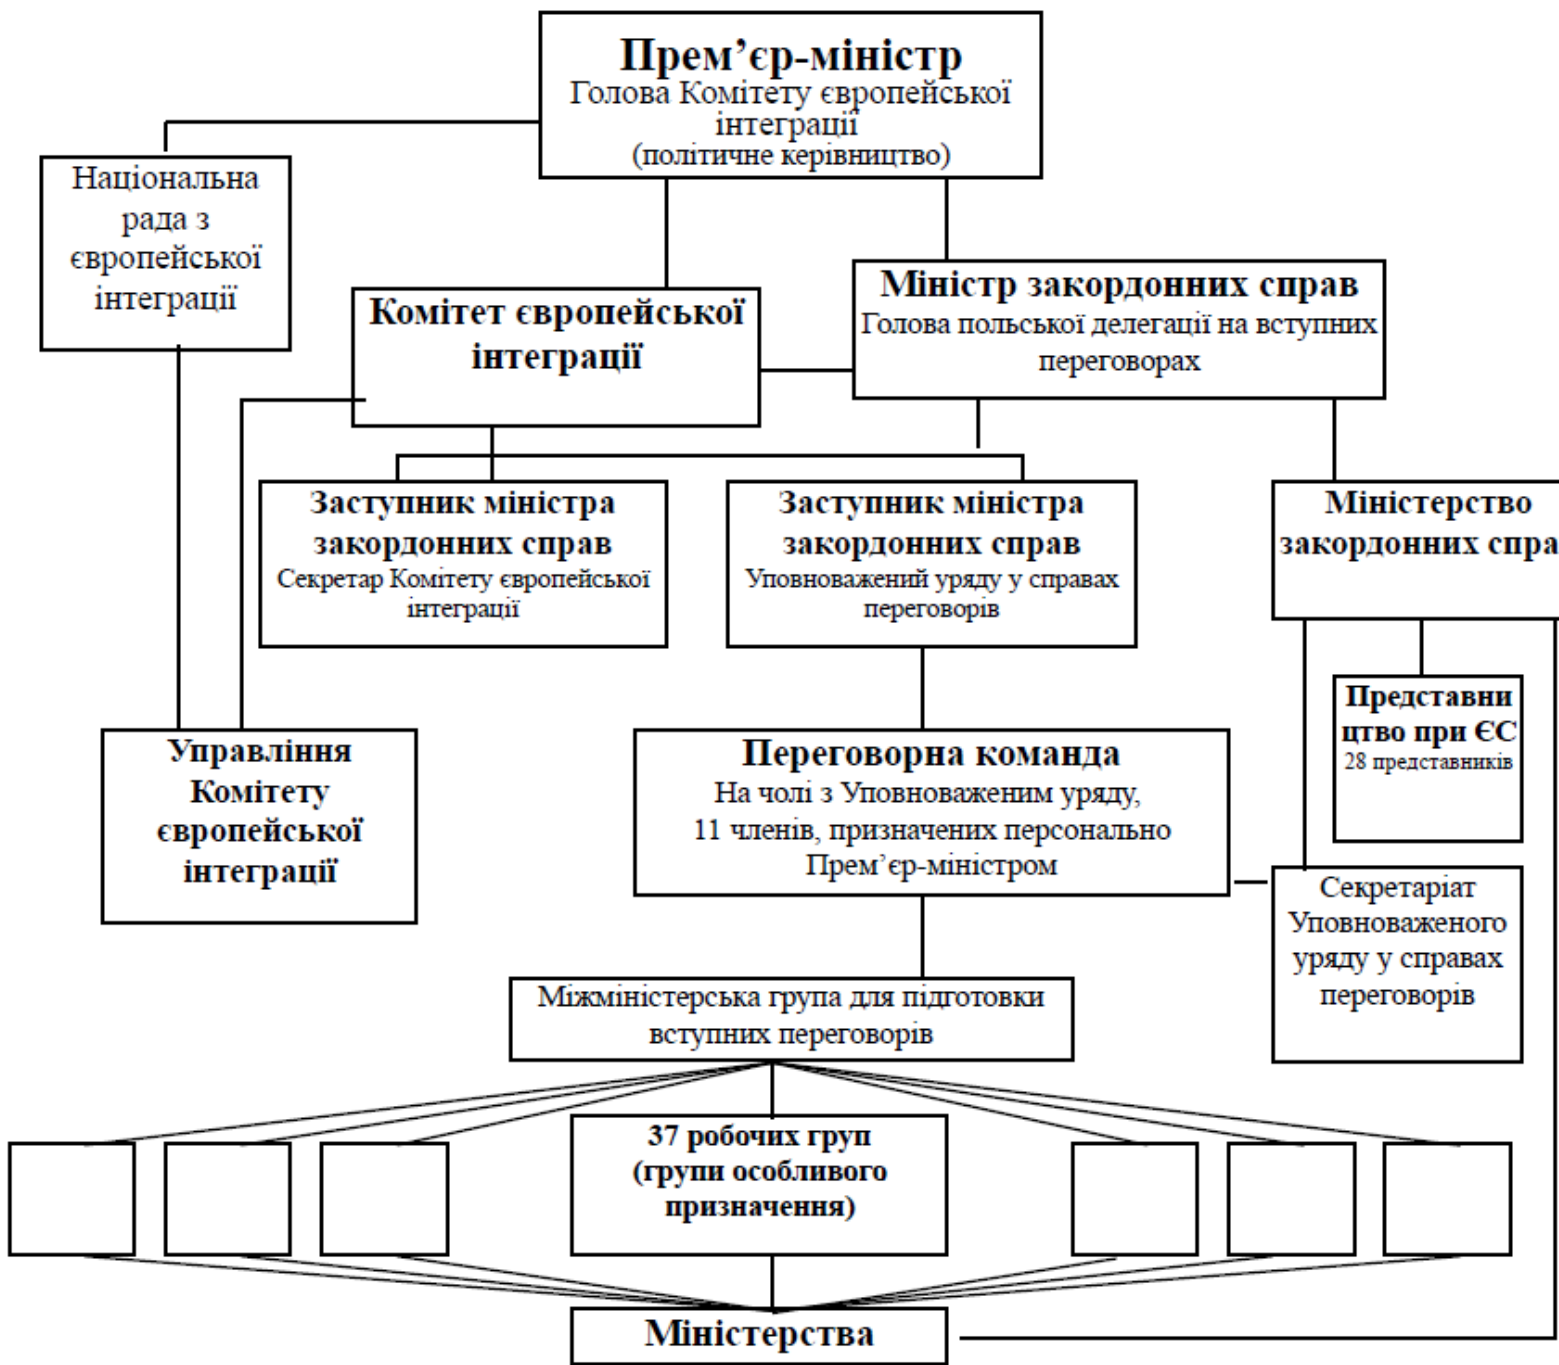 Прем’єр-міністр
Голова Комітету європейської
інтеграції
(політичне керівництво)
Національна
рада з
європейської
інтеграції
Комітет європейської
інтеграції
Міністр закордонних справ
Голова польської делегації на вступних
переговорах
Заступник міністра
закордонних справ
Секретар Комітету європейської
інтеграції
Заступник міністра
закордонних справ
Уповноважений уряду у справах
переговорів
Міністерство
закордонних спра
Представни
цтво при ЄС
28 представників
Управління
Комітету
європейської
інтеграції
Переговорна команда
На чолі з Уповноваженим уряду,
11 членів, призначених персонально
Прем’єр-міністром
Секретаріат
Уповноваженого
уряду у справах
переговорів
Міжміністерська група для підготовки
вступних переговорів
37 робочих груп
(групи особливого
призначення)
Міністерства